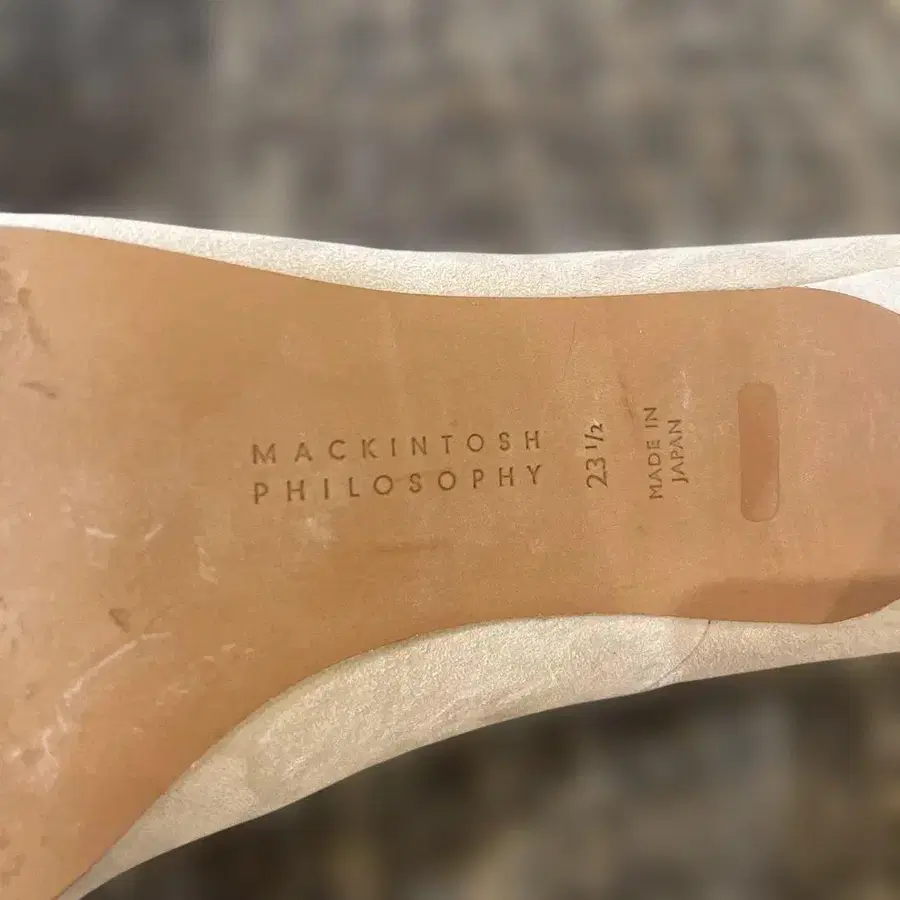 MACKINTOSH
PHILOSOPHY
23 1/2
MADE IN
JAPAN